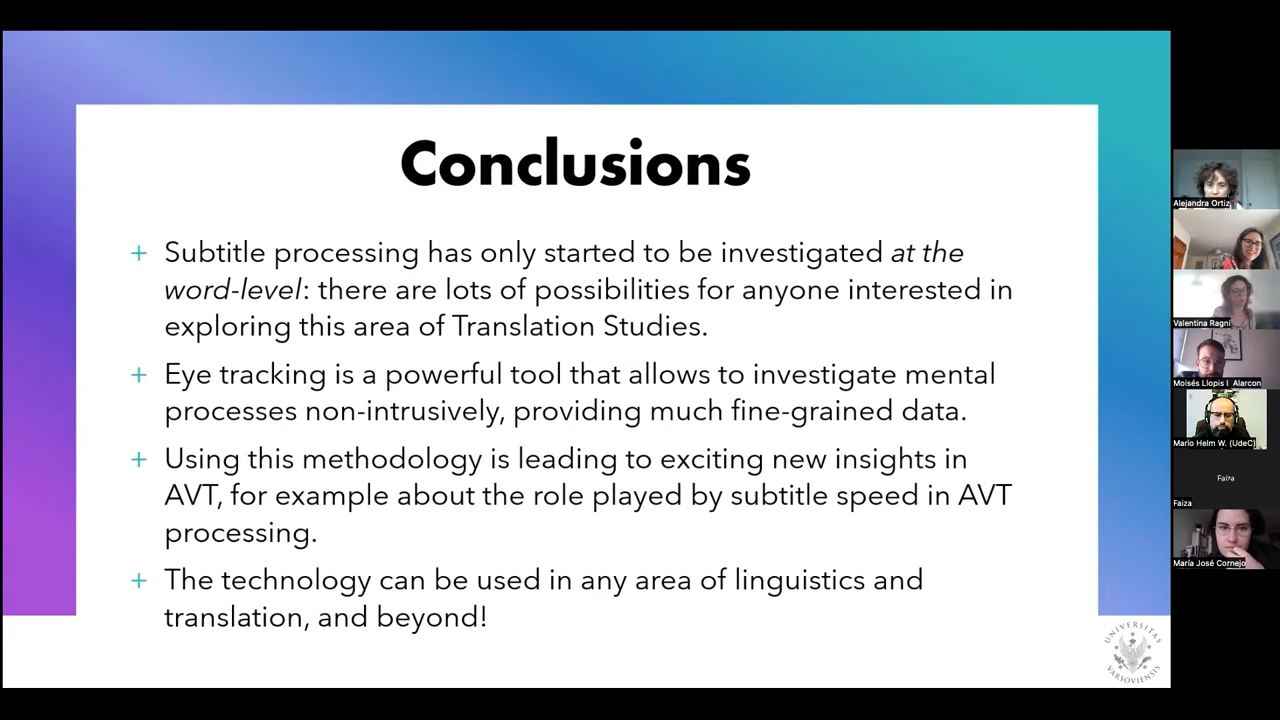 Conclusions
+ Subtitle processing has only started to be investigated at the
word-level: there are lots of possibilities for anyone interested in
exploring this area of Translation Studies.
+ Eye tracking is a powerful tool that allows to investigate mental
processes non-intrusively, providing much fine-grained data.
+ Using this methodology is leading to exciting new insights in
AVT, for example about the role played by subtitle speed in AVT
processing.
+ The technology can be used in any area of linguistics and
translation, and beyond!
UNIVERSITAS
VARSOVIENSIS
Alejandra Ortiz
Valentina Ragni
Moisés Llopis I Alarcon
Mario Helm W. (UdeC)
Faiza
Faiza
María José Cornejo